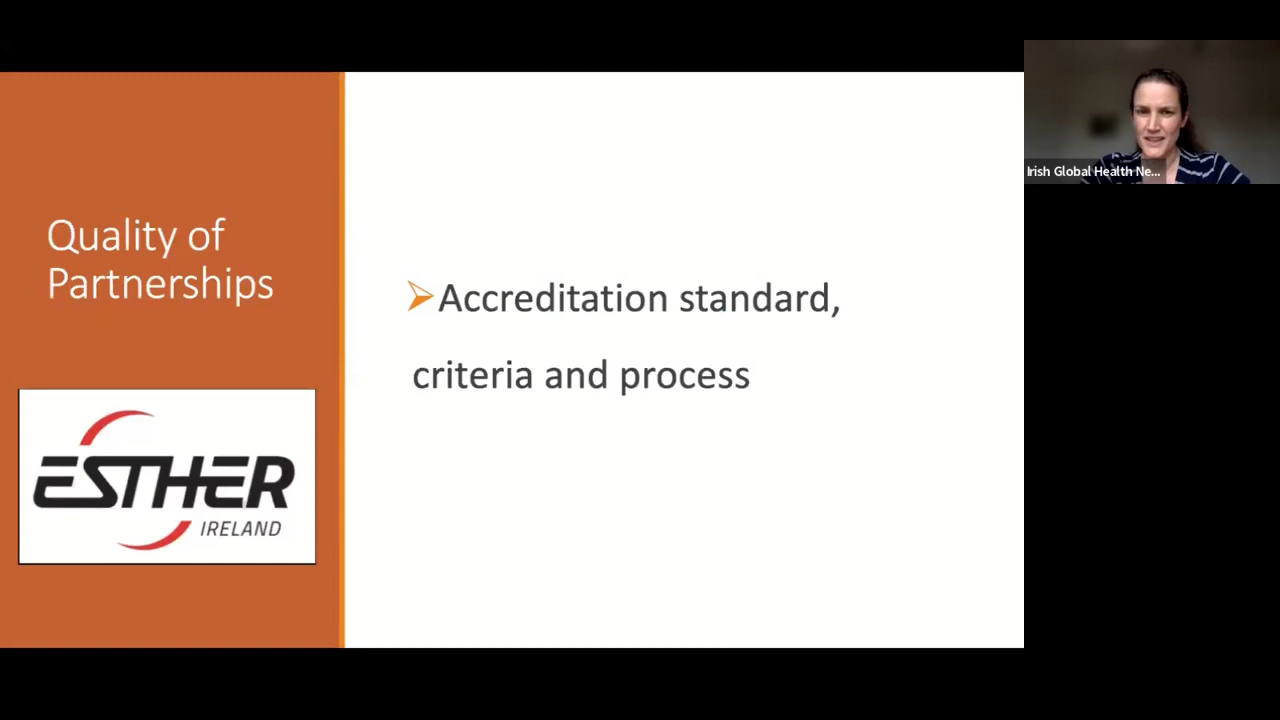 Quality of
Partnerships
Accreditation standard,
criteria and process
ESTHER
IRELAND
Irish Global Health Ne...